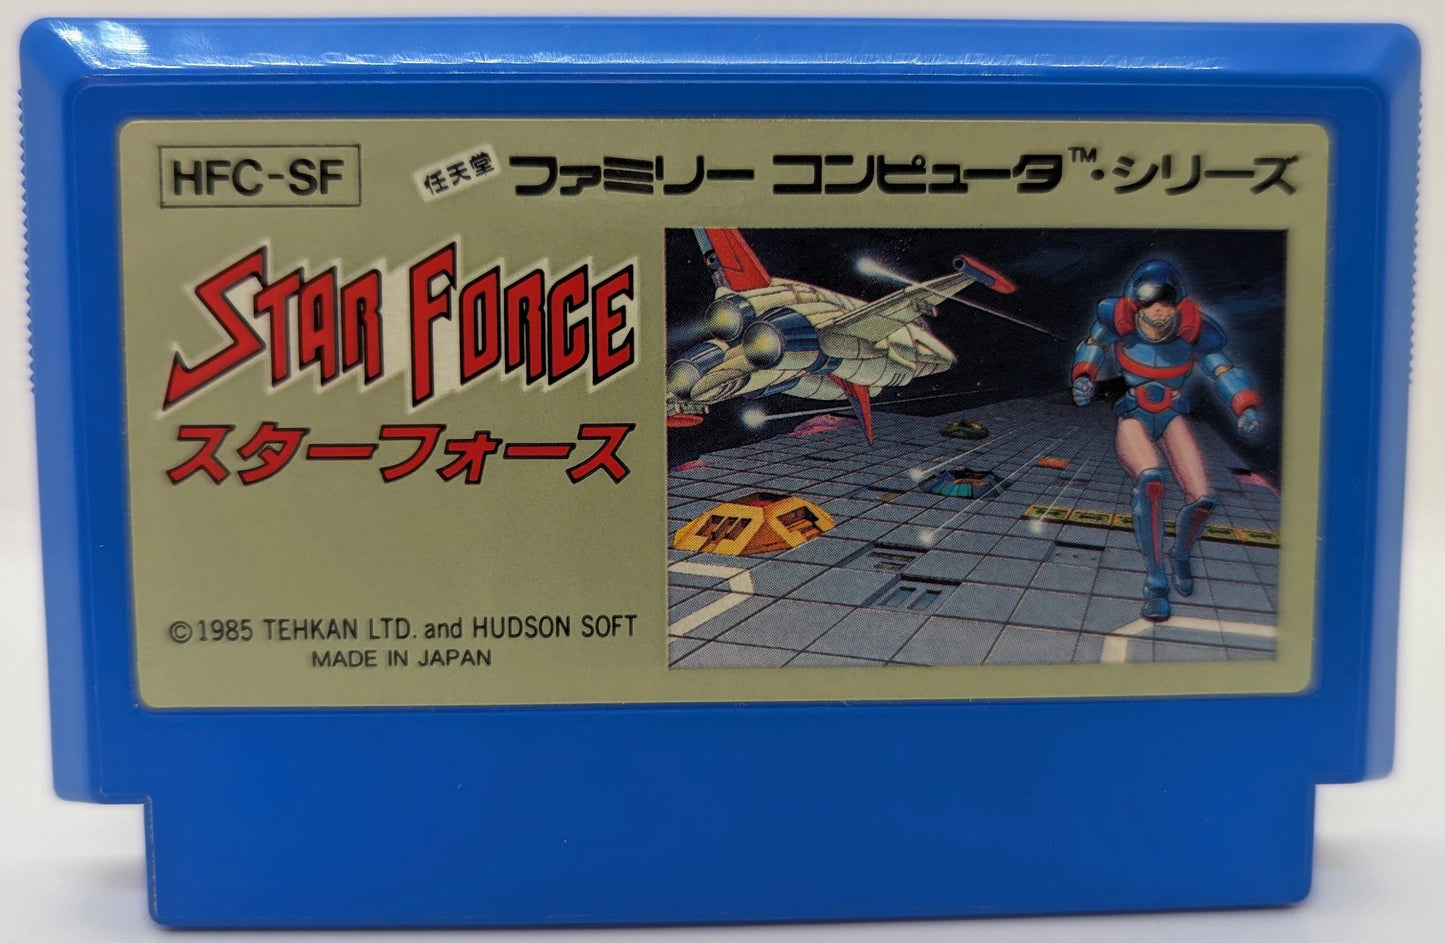 HFC-SF
任天堂 ファミリー コンピュータ™・シリーズ
STAR FORCE
スターフォース
©1985 TEHKAN LTD. and HUDSON SOFT
MADE IN JAPAN